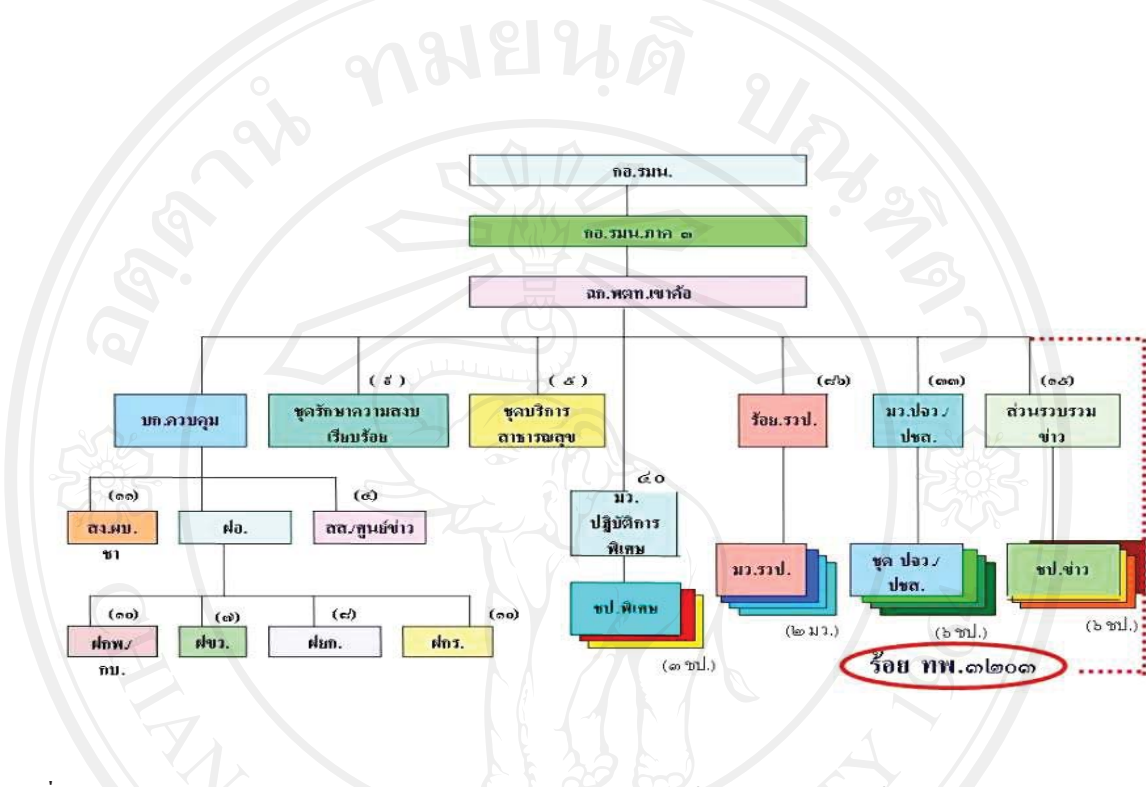 กอ.รมน.
กอ.รมน.ภาค ๓
ฉก.พตท.เขาค้อ
( ๙ )
( ๕ )
(๘๖)
(๓๓)
(๑๕)
บก.ควบคุม
ชุดรักษาความสงบ
เรียบร้อย
ชุดบริการ
สาธารณสุข
ร้อย.รวป.
มว.ปจว./
ปชส.
ส่วนรวบรวม
ข่าว
๔๐
มว.
ปฏิบัติการ
พิเศษ
(๑๑)
(๔)
สง.ผบ.
ชา
ฝอ.
ลส./ศูนย์ข่าว
มว.รวป.
ชุด ปจว./
ปชส.
ชป.ข่าว
ชป.พิเศษ
(๑๐)
(๗)
(๘)
(๑๐)
ฝกพ./
กบ.
ฝขว.
ฝยก.
ฝกร.
(๒ มว.)
(๖ ชป.)
(๖ ชป.)
(๓ ชป.)
ร้อย ทพ.๓๒๐๓